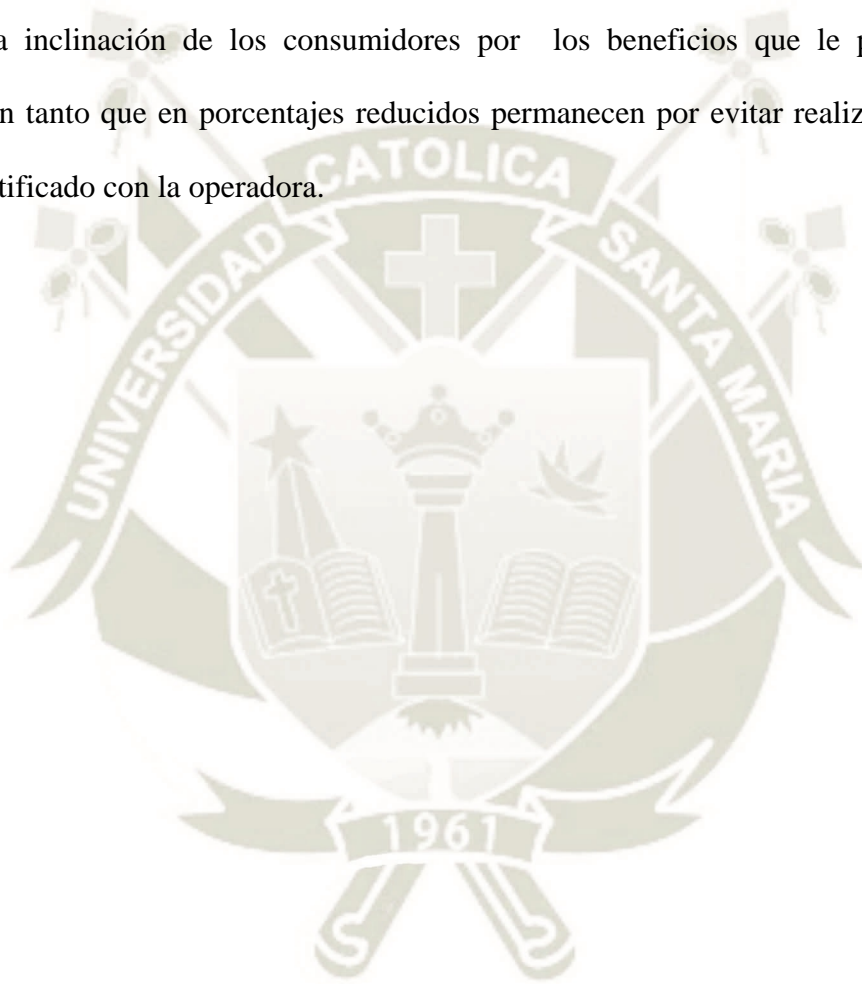 a inclinación de los consumidores por los beneficios que le p
n tanto que en porcentajes reducidos permanecen por evitar realiz
tificado con la operadora.
UNIVERSIDAD CATOLICA SANTA MARIA
1961